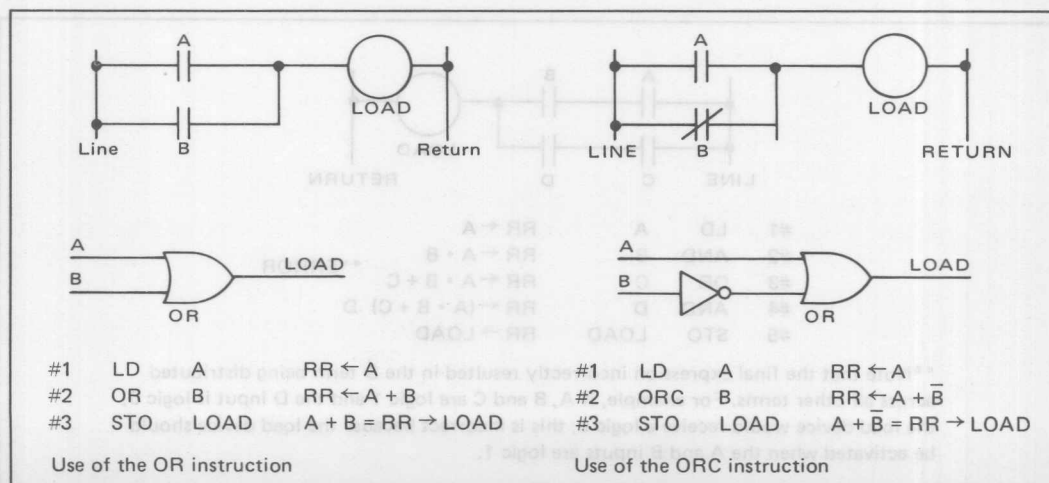 A
LOAD
B
Line
Return
A
LOAD
B
LINE
RETURN
A
B
LOAD
OR
A
B
LOAD
OR
#1 LD A RR ← A
#2 OR B RR ← A + B
#3 STO LOAD A + B = RR → LOAD
Use of the OR instruction
#1 LD A RR ← A
#2 ORC B RR ← A + B̅
#3 STO LOAD A + B̅ = RR → LOAD
Use of the ORC instruction